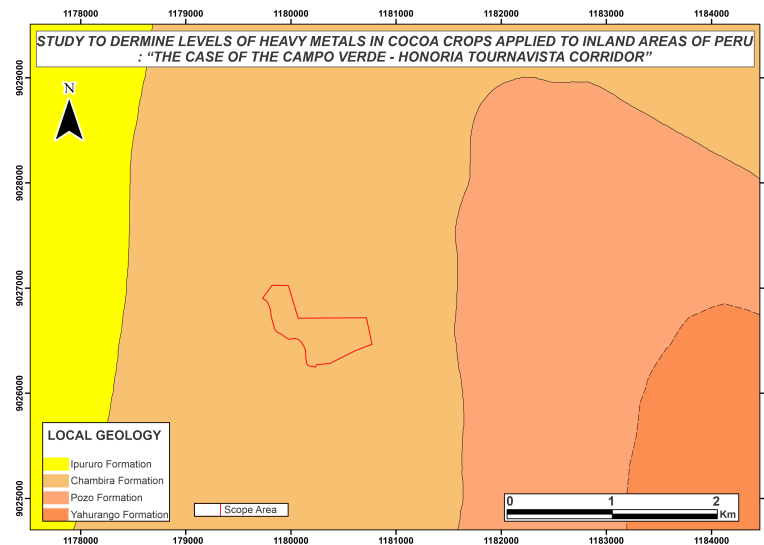 1178000 1179000 1180000 1181000 1182000 1183000 1184000
STUDY TO DERMINE LEVELS OF HEAVY METALS IN COCOA CROPS APPLIED TO INLAND AREAS OF PERU
: “THE CASE OF THE CAMPO VERDE - HONORIA TOURNAVISTA CORRIDOR”
9029000
N
9028000
9027000
9026000
9025000
LOCAL GEOLOGY
Ipururo Formation
Chambira Formation
Pozo Formation
Yahurango Formation
Scope Area
0 1 2
Km
1178000 1179000 1180000 1181000 1182000 1183000 1184000